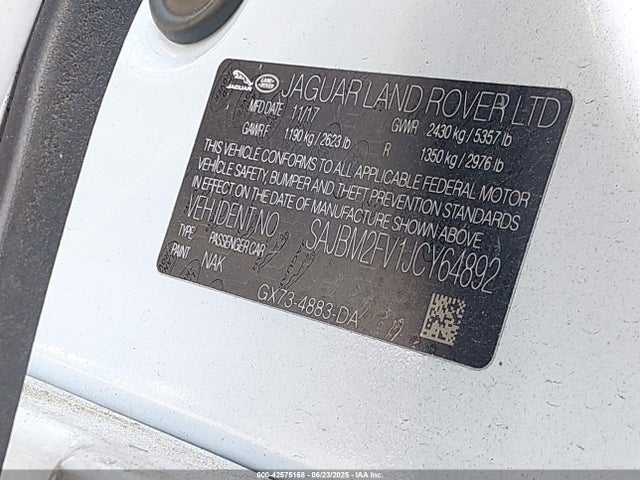 JAGUAR LAND-ROVER JAGUAR LAND ROVER LTD
MFD DATE 11/17 GVWR 2430 kg / 5357 lb
GAWR F 1190 kg / 2623 lb R 1350 kg / 2976 lb
THIS VEHICLE CONFORMS TO ALL APPLICABLE FEDERAL MOTOR
VEHICLE SAFETY, BUMPER AND THEFT PREVENTION STANDARDS
IN EFFECT ON THE DATE OF MANUFACTURE SHOWN ABOVE.
VEH.IDENT NO SAJBM2FV1JCY64892
TYPE PASSENGER CAR
PAINT NAK
GX73-4883-DA
000-42575168 - 06/23/2025 - IAA Inc.